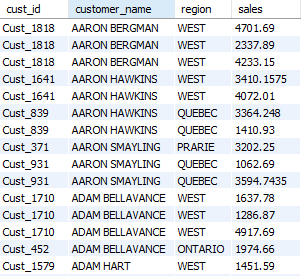 cust_id customer_name region sales
Cust_1818 AARON BERGMAN WEST 4701.69
Cust_1818 AARON BERGMAN WEST 2337.89
Cust_1818 AARON BERGMAN WEST 4233.15
Cust_1641 AARON HAWKINS WEST 3410.1575
Cust_1641 AARON HAWKINS WEST 4072.01
Cust_839 AARON HAWKINS QUEBEC 3364.248
Cust_839 AARON HAWKINS QUEBEC 1410.93
Cust_371 AARON SMAYLING PRARIE 3202.25
Cust_931 AARON SMAYLING QUEBEC 1062.69
Cust_931 AARON SMAYLING QUEBEC 3594.7435
Cust_1710 ADAM BELLAVANCE WEST 1637.78
Cust_1710 ADAM BELLAVANCE WEST 1286.87
Cust_1710 ADAM BELLAVANCE WEST 4917.69
Cust_452 ADAM BELLAVANCE ONTARIO 1974.66
Cust_1579 ADAM HART WEST 1451.59